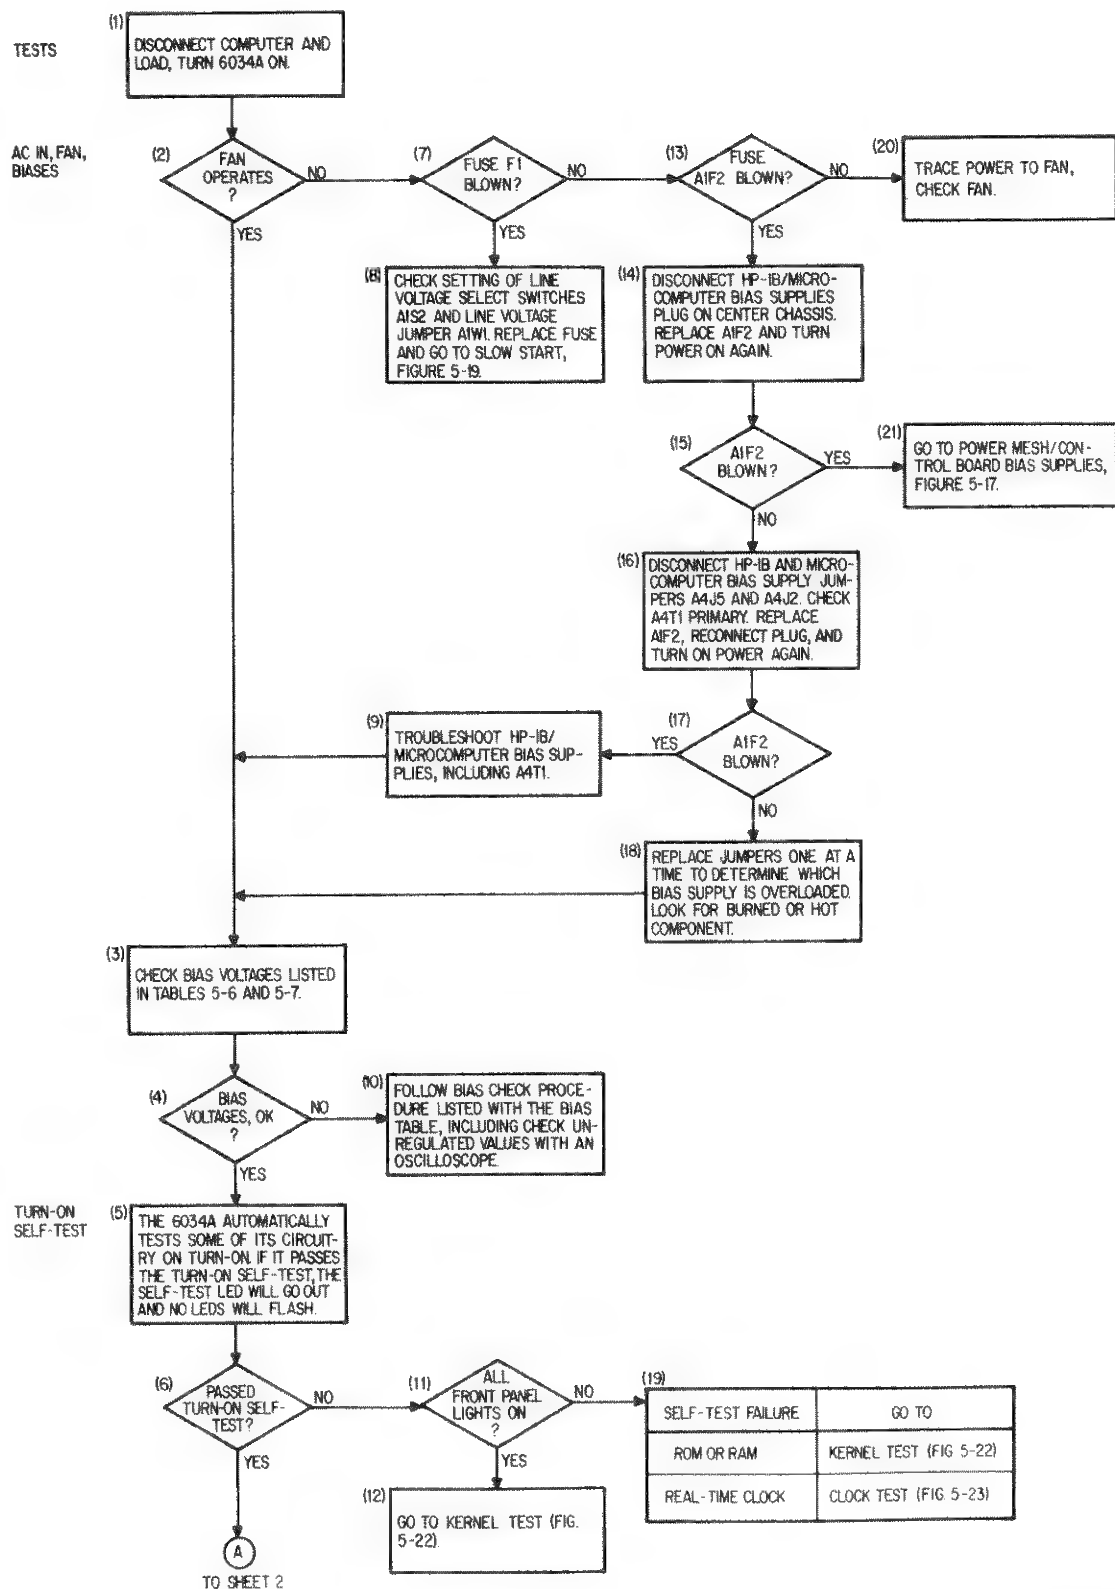 TESTS
(1)
DISCONNECT COMPUTER AND
LOAD, TURN 6034A ON.
AC IN, FAN,
BIASES
(2)
FAN
OPERATES
?
NO
YES
(7)
FUSE F1
BLOWN?
NO
YES
(13)
FUSE
A1F2 BLOWN?
NO
YES
(20)
TRACE POWER TO FAN,
CHECK FAN.
(8)
CHECK SETTING OF LINE
VOLTAGE SELECT SWITCHES
A1S2 AND LINE VOLTAGE
JUMPER A1W1. REPLACE FUSE
AND GO TO SLOW START,
FIGURE 5-19.
(14)
DISCONNECT HP-IB/MICRO-
COMPUTER BIAS SUPPLIES
PLUG ON CENTER CHASSIS.
REPLACE A1F2 AND TURN
POWER ON AGAIN.
(15)
A1F2
BLOWN?
YES
NO
(21)
GO TO POWER MESH/CON-
TROL BOARD BIAS SUPPLIES,
FIGURE 5-17.
(16)
DISCONNECT HP-IB AND MICRO-
COMPUTER BIAS SUPPLY JUM-
PERS A4J5 AND A4J2. CHECK
A4T1 PRIMARY. REPLACE
A1F2, RECONNECT PLUG, AND
TURN ON POWER AGAIN.
(9)
TROUBLESHOOT HP-IB/
MICROCOMPUTER BIAS SUP-
PLIES, INCLUDING A4T1.
(17)
YES
A1F2
BLOWN?
NO
(18)
REPLACE JUMPERS ONE AT A
TIME TO DETERMINE WHICH
BIAS SUPPLY IS OVERLOADED.
LOOK FOR BURNED OR HOT
COMPONENT.
(3)
CHECK BIAS VOLTAGES LISTED
IN TABLES 5-6 AND 5-7.
(4)
BIAS
VOLTAGES, OK
?
NO
YES
(10)
FOLLOW BIAS CHECK PROCE-
DURE LISTED WITH THE BIAS
TABLE, INCLUDING CHECK UN-
REGULATED VALUES WITH AN
OSCILLOSCOPE.
TURN-ON
SELF-TEST
(5)
THE 6034A AUTOMATICALLY
TESTS SOME OF ITS CIRCUIT-
RY ON TURN-ON. IF IT PASSES
THE TURN-ON SELF-TEST, THE
SELF-TEST LED WILL GO OUT
AND NO LEDS WILL FLASH.
(6)
PASSED
TURN-ON SELF-
TEST?
NO
YES
(11)
ALL
FRONT PANEL
LIGHTS ON
?
NO
YES
(19)
SELF-TEST FAILURE GO TO
ROM OR RAM KERNEL TEST (FIG 5-22)
REAL-TIME CLOCK CLOCK TEST (FIG. 5-23)
(12)
GO TO KERNEL TEST (FIG.
5-22)
A
TO SHEET 2